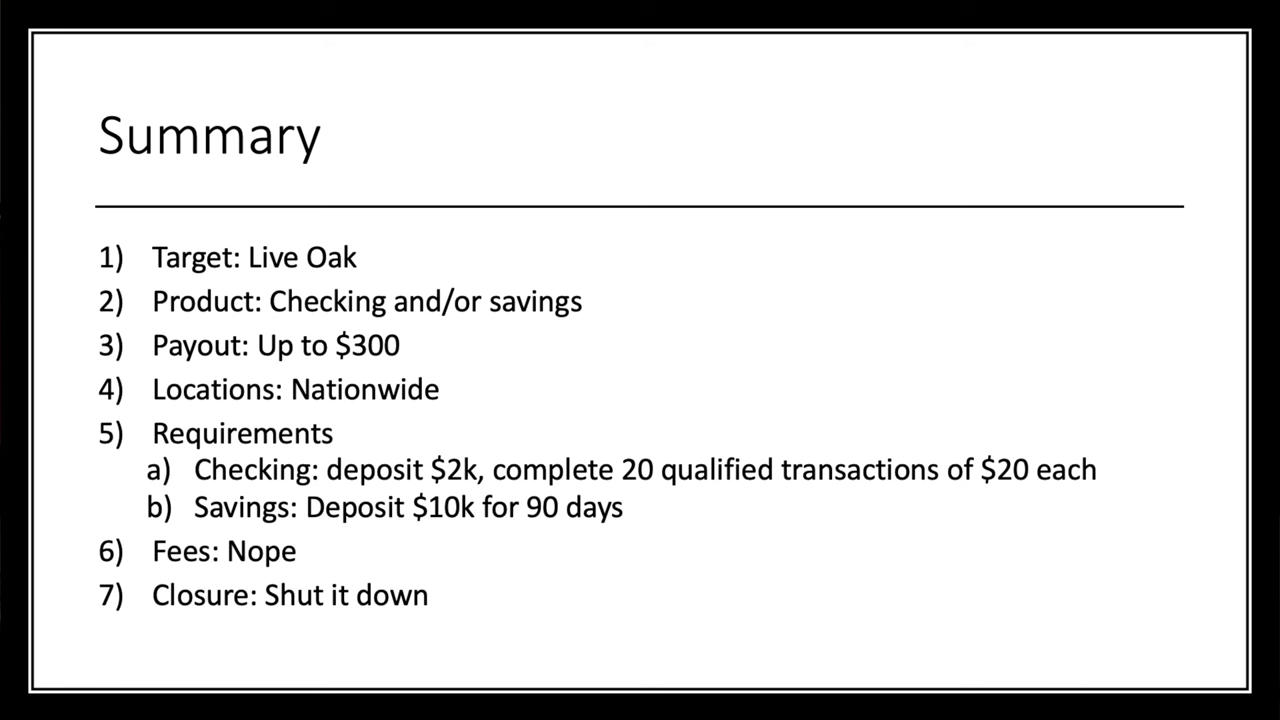 Summary
1) Target: Live Oak
2) Product: Checking and/or savings
3) Payout: Up to $300
4) Locations: Nationwide
5) Requirements
a) Checking: deposit $2k, complete 20 qualified transactions of $20 each
b) Savings: Deposit $10k for 90 days
6) Fees: Nope
7) Closure: Shut it down